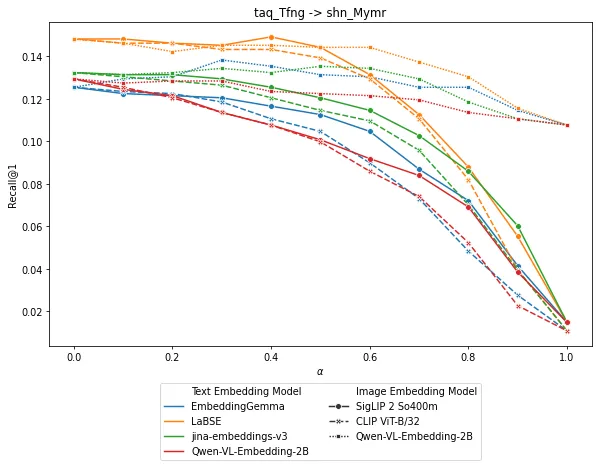 taq_Tfng -> shn_Mymr
Recall@1
0.14
0.12
0.10
0.08
0.06
0.04
0.02
0.0 0.2 0.4 0.6 0.8 1.0
α
Text Embedding Model Image Embedding Model
EmbeddingGemma SigLIP 2 So400m
LaBSE CLIP ViT-B/32
jina-embeddings-v3 Qwen-VL-Embedding-2B
Qwen-VL-Embedding-2B